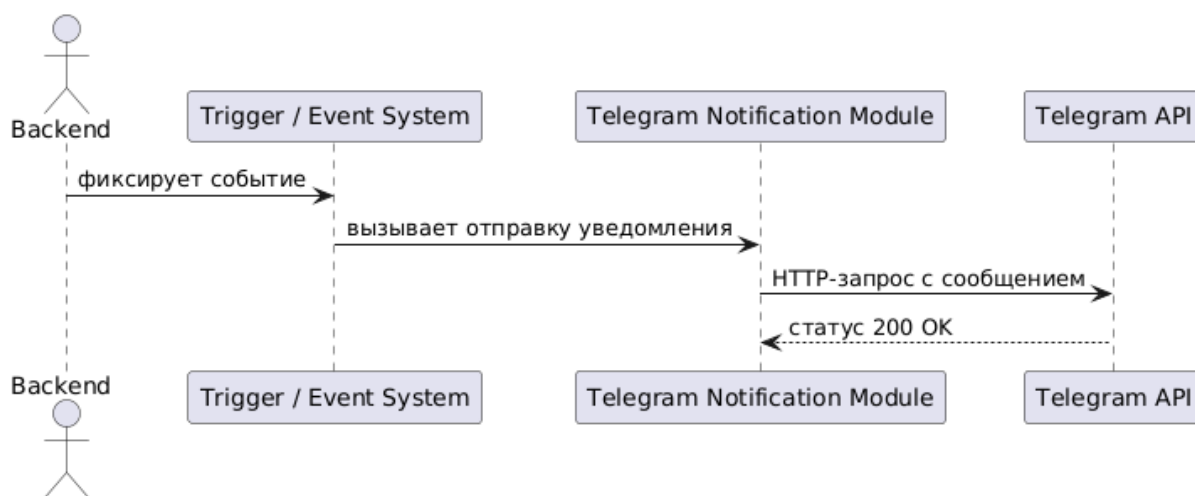 Backend
Trigger / Event System
Telegram Notification Module
Telegram API
фиксирует событие
вызывает отправку уведомления
HTTP-запрос с сообщением
статус 200 OK
Backend
Trigger / Event System
Telegram Notification Module
Telegram API